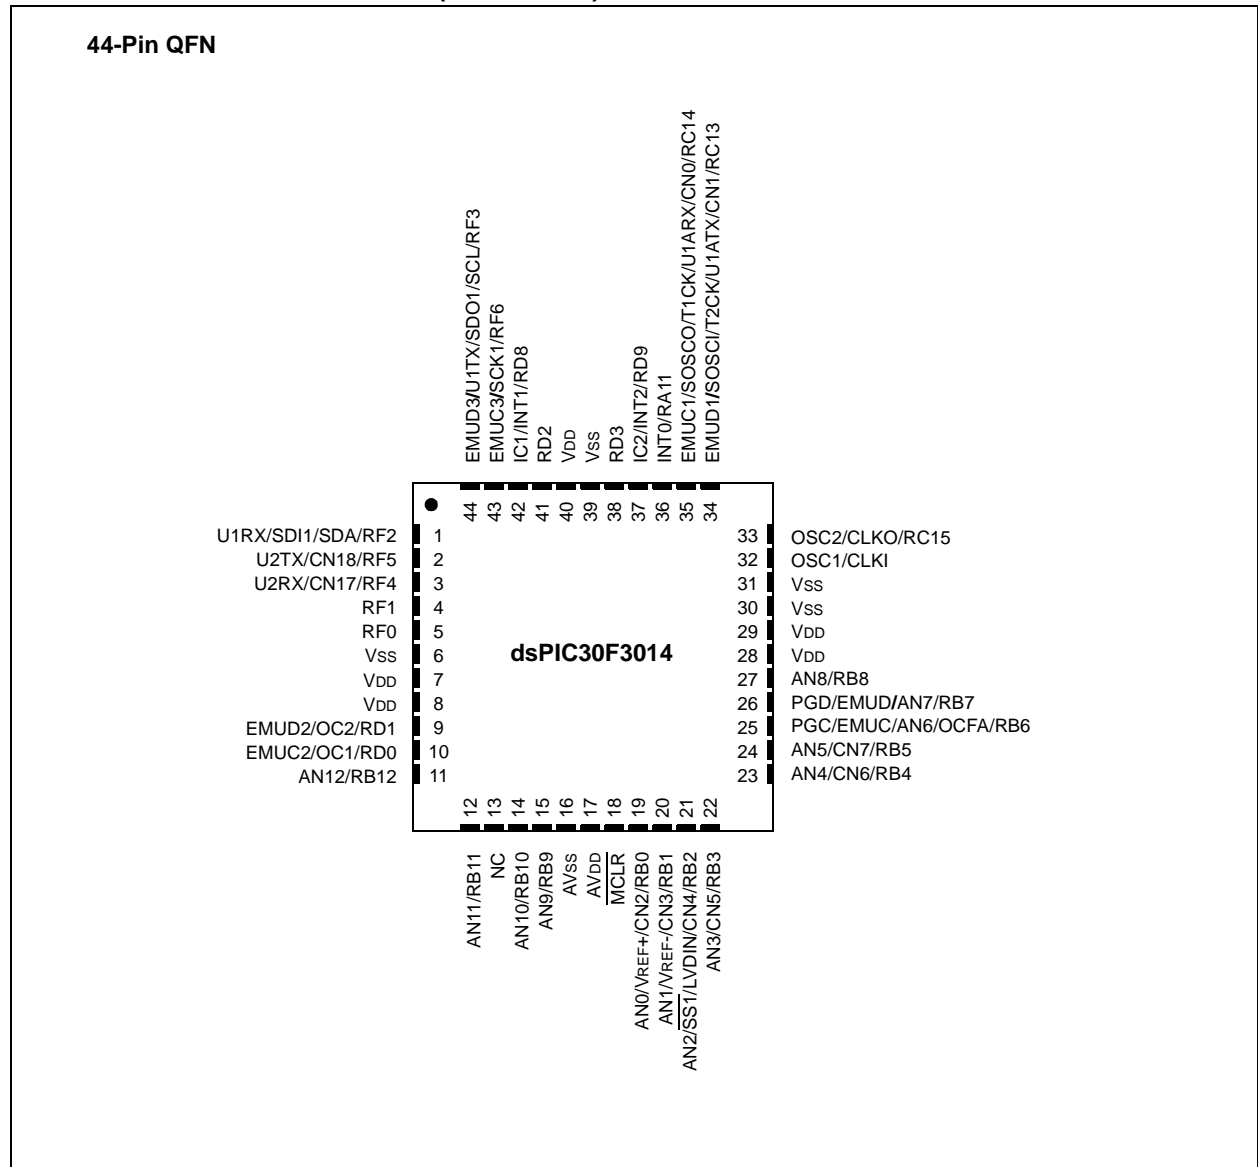 44-Pin QFN
EMUD3/U1TX/SDO1/SCL/RF3
EMUC3/SCK1/RF6
IC1/INT1/RD8
RD2
VDD
VSS
RD3
IC2/INT2/RD9
INT0/RA11
EMUC1/SOSCO/T1CK/U1ARX/CN0/RC14
EMUD1/SOSCI/T2CK/U1ATX/CN1/RC13
44 43 42 41 40 39 38 37 36 35 34
U1RX/SDI1/SDA/RF2 1
U2TX/CN18/RF5 2
U2RX/CN17/RF4 3
RF1 4
RF0 5
VSS 6
VDD 7
VDD 8
EMUD2/OC2/RD1 9
EMUC2/OC1/RD0 10
AN12/RB12 11
dsPIC30F3014
33 OSC2/CLKO/RC15
32 OSC1/CLKI
31 VSS
30 VSS
29 VDD
28 VDD
27 AN8/RB8
26 PGD/EMUD/AN7/RB7
25 PGC/EMUC/AN6/OCFA/RB6
24 AN5/CN7/RB5
23 AN4/CN6/RB4
12 13 14 15 16 17 18 19 20 21 22
AN11/RB11
NC
AN10/RB10
AN9/RB9
AVSS
AVDD
MCLR
AN0/VREF+/CN2/RB0
AN1/VREF-/CN3/RB1
AN2/SS1/LVDIN/CN4/RB2
AN3/CN5/RB3